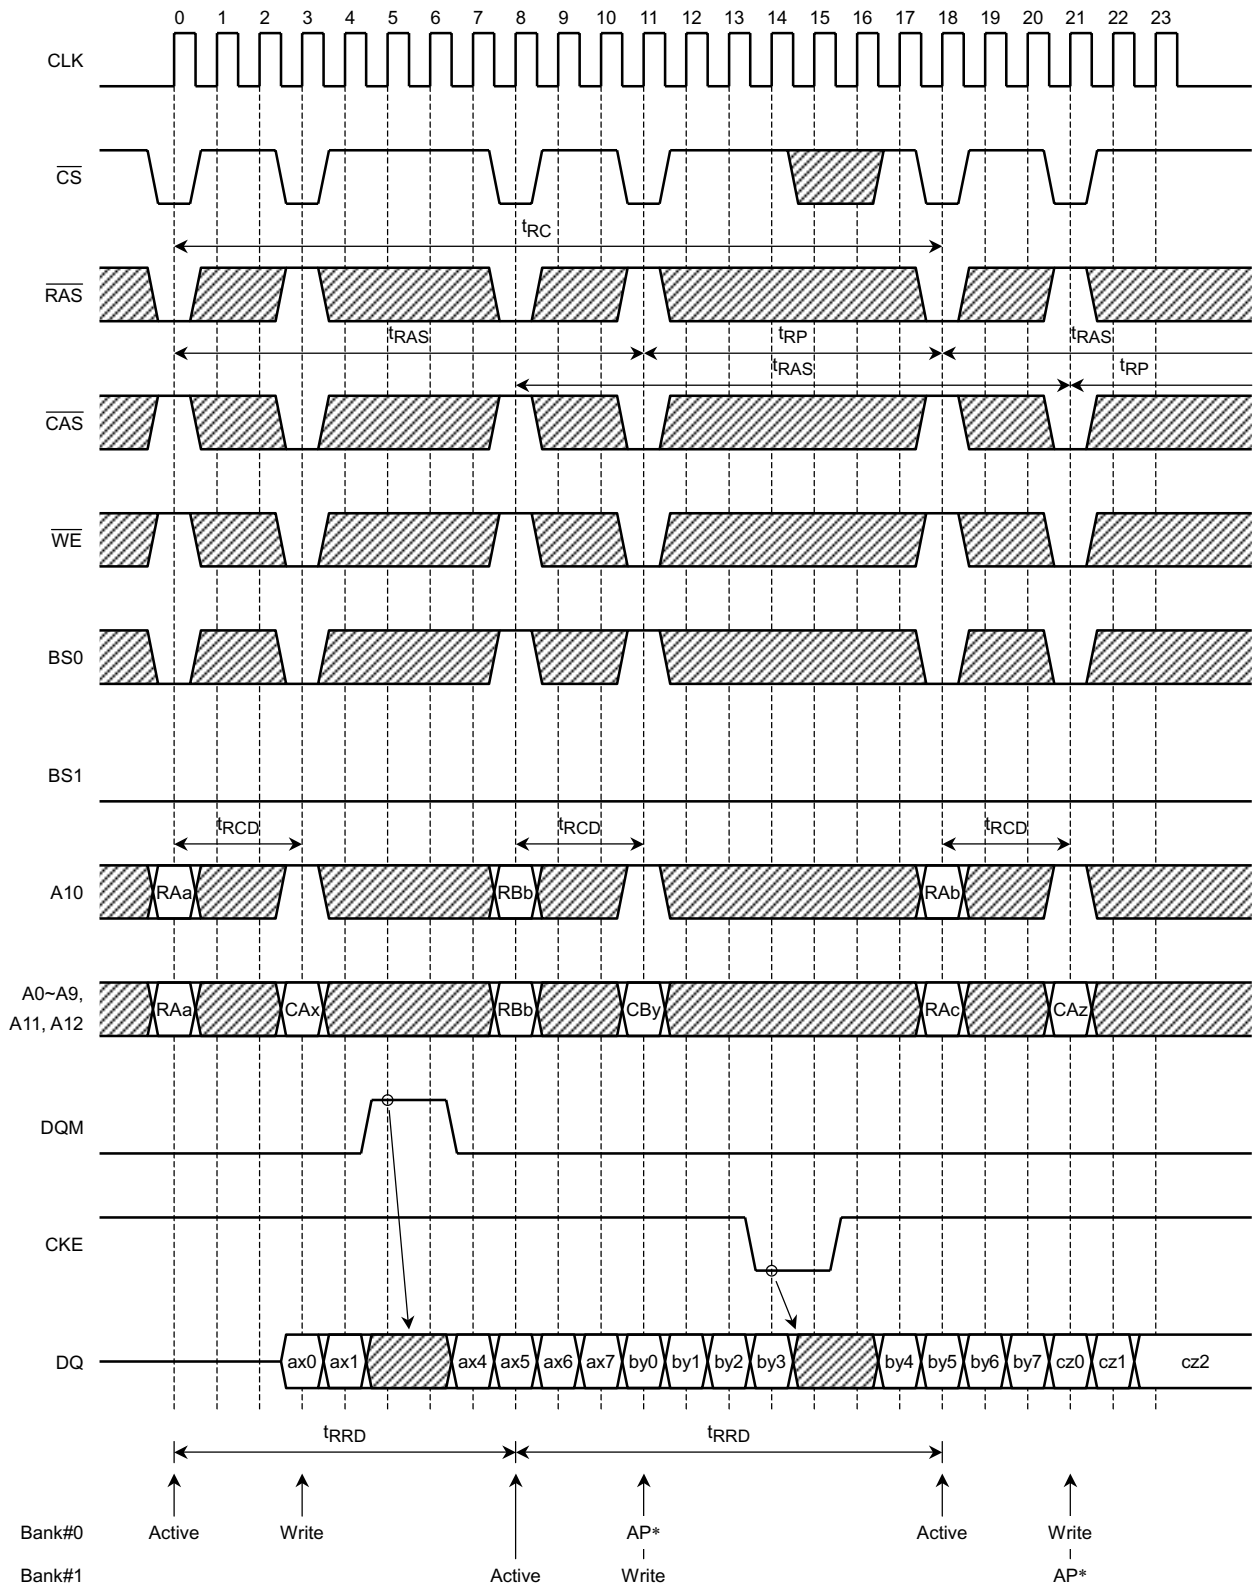 0 1 2 3 4 5 6 7 8 9 10 11 12 13 14 15 16 17 18 19 20 21 22 23
CLK
CS
tRC
RAS
tRAS tRP tRAS
tRAS tRP
CAS
WE
BS0
BS1
tRCD tRCD tRCD
A10 RAa RBb RAb
A0~A9,
A11, A12
RAa CAx RBb CBy RAc CAz
DQM
CKE
DQ ax0 ax1 ax4 ax5 ax6 ax7 by0 by1 by2 by3 by4 by5 by6 by7 cz0 cz1 cz2
tRRD tRRD
Bank#0 Active Write AP* Active Write
Bank#1 Active Write AP*